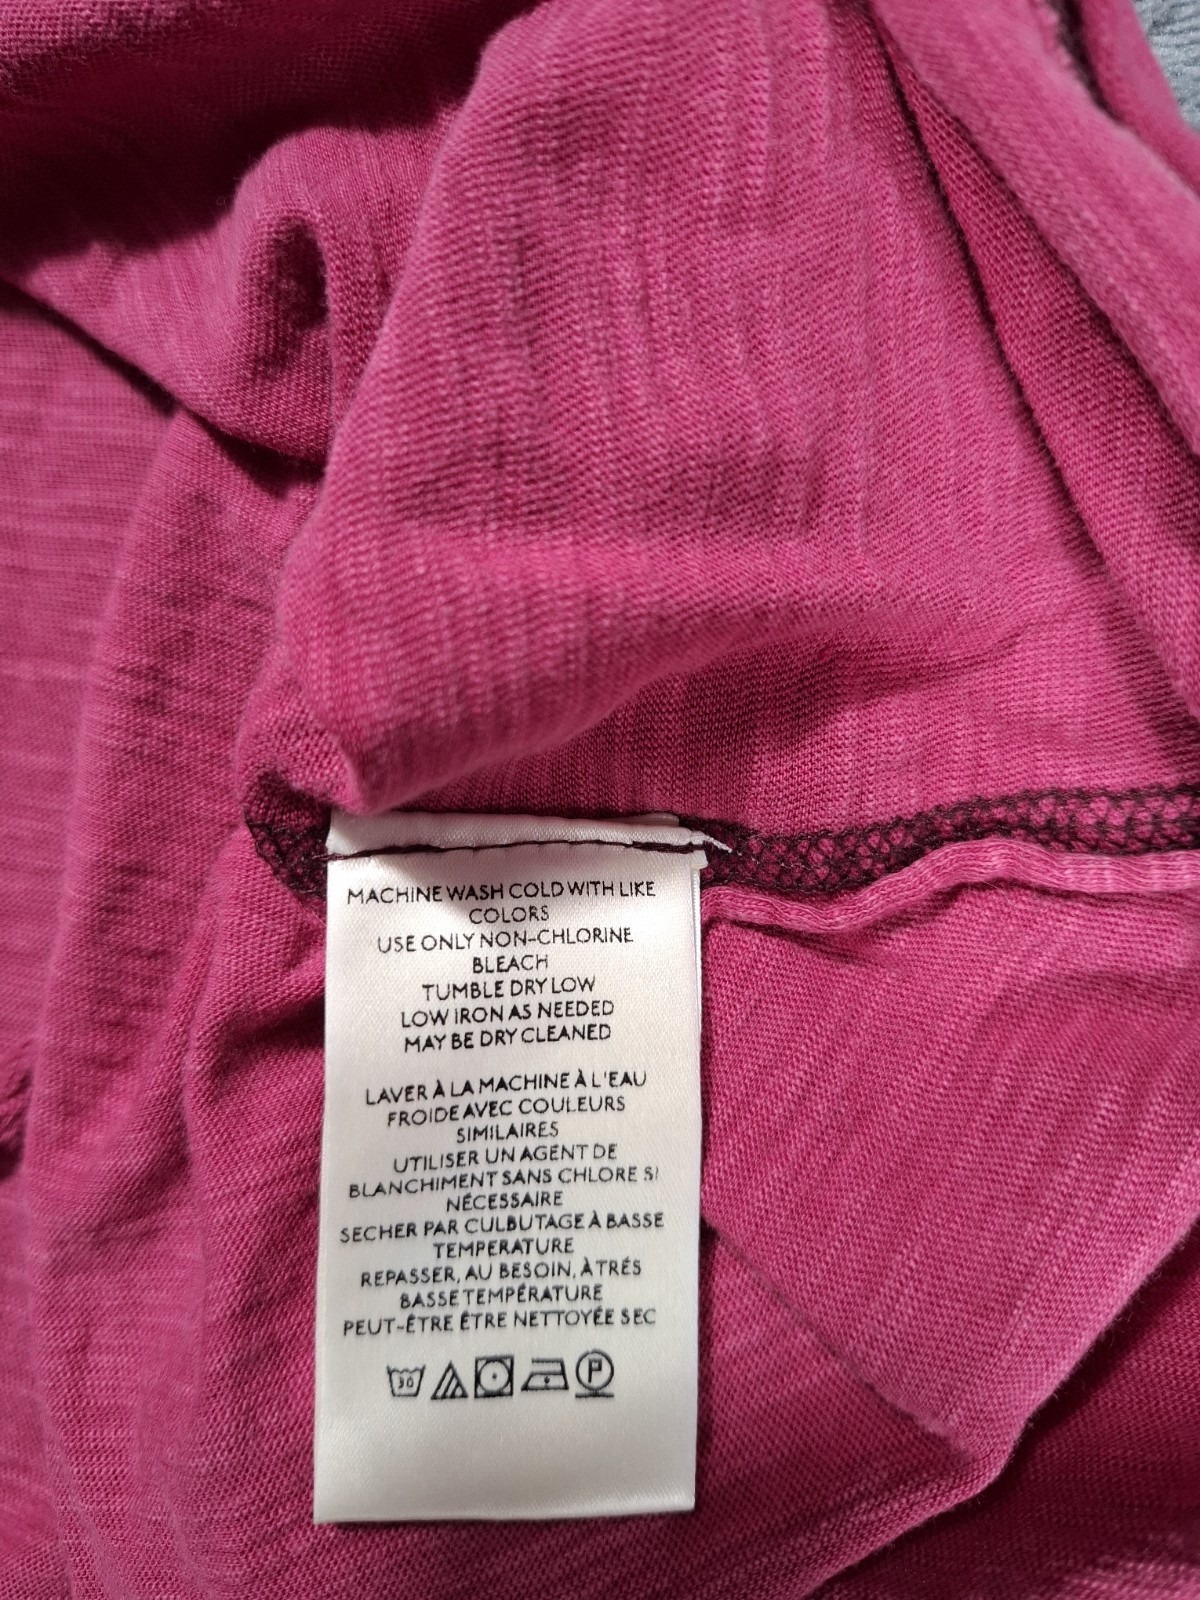 MACHINE WASH COLD WITH LIKE
COLORS
USE ONLY NON-CHLORINE
BLEACH
TUMBLE DRY LOW
LOW IRON AS NEEDED
MAY BE DRY CLEANED
LAVER À LA MACHINE À L'EAU
FROIDE AVEC COULEURS
SIMILAIRES
UTILISER UN AGENT DE
BLANCHIMENT SANS CHLORE SI
NÉCESSAIRE
SECHER PAR CULBUTAGE À BASSE
TEMPERATURE
REPASSER, AU BESOIN, À TRÉS
BASSE TEMPÉRATURE
PEUT-ÊTRE ÊTRE NETTOYÉE SEC
30 P